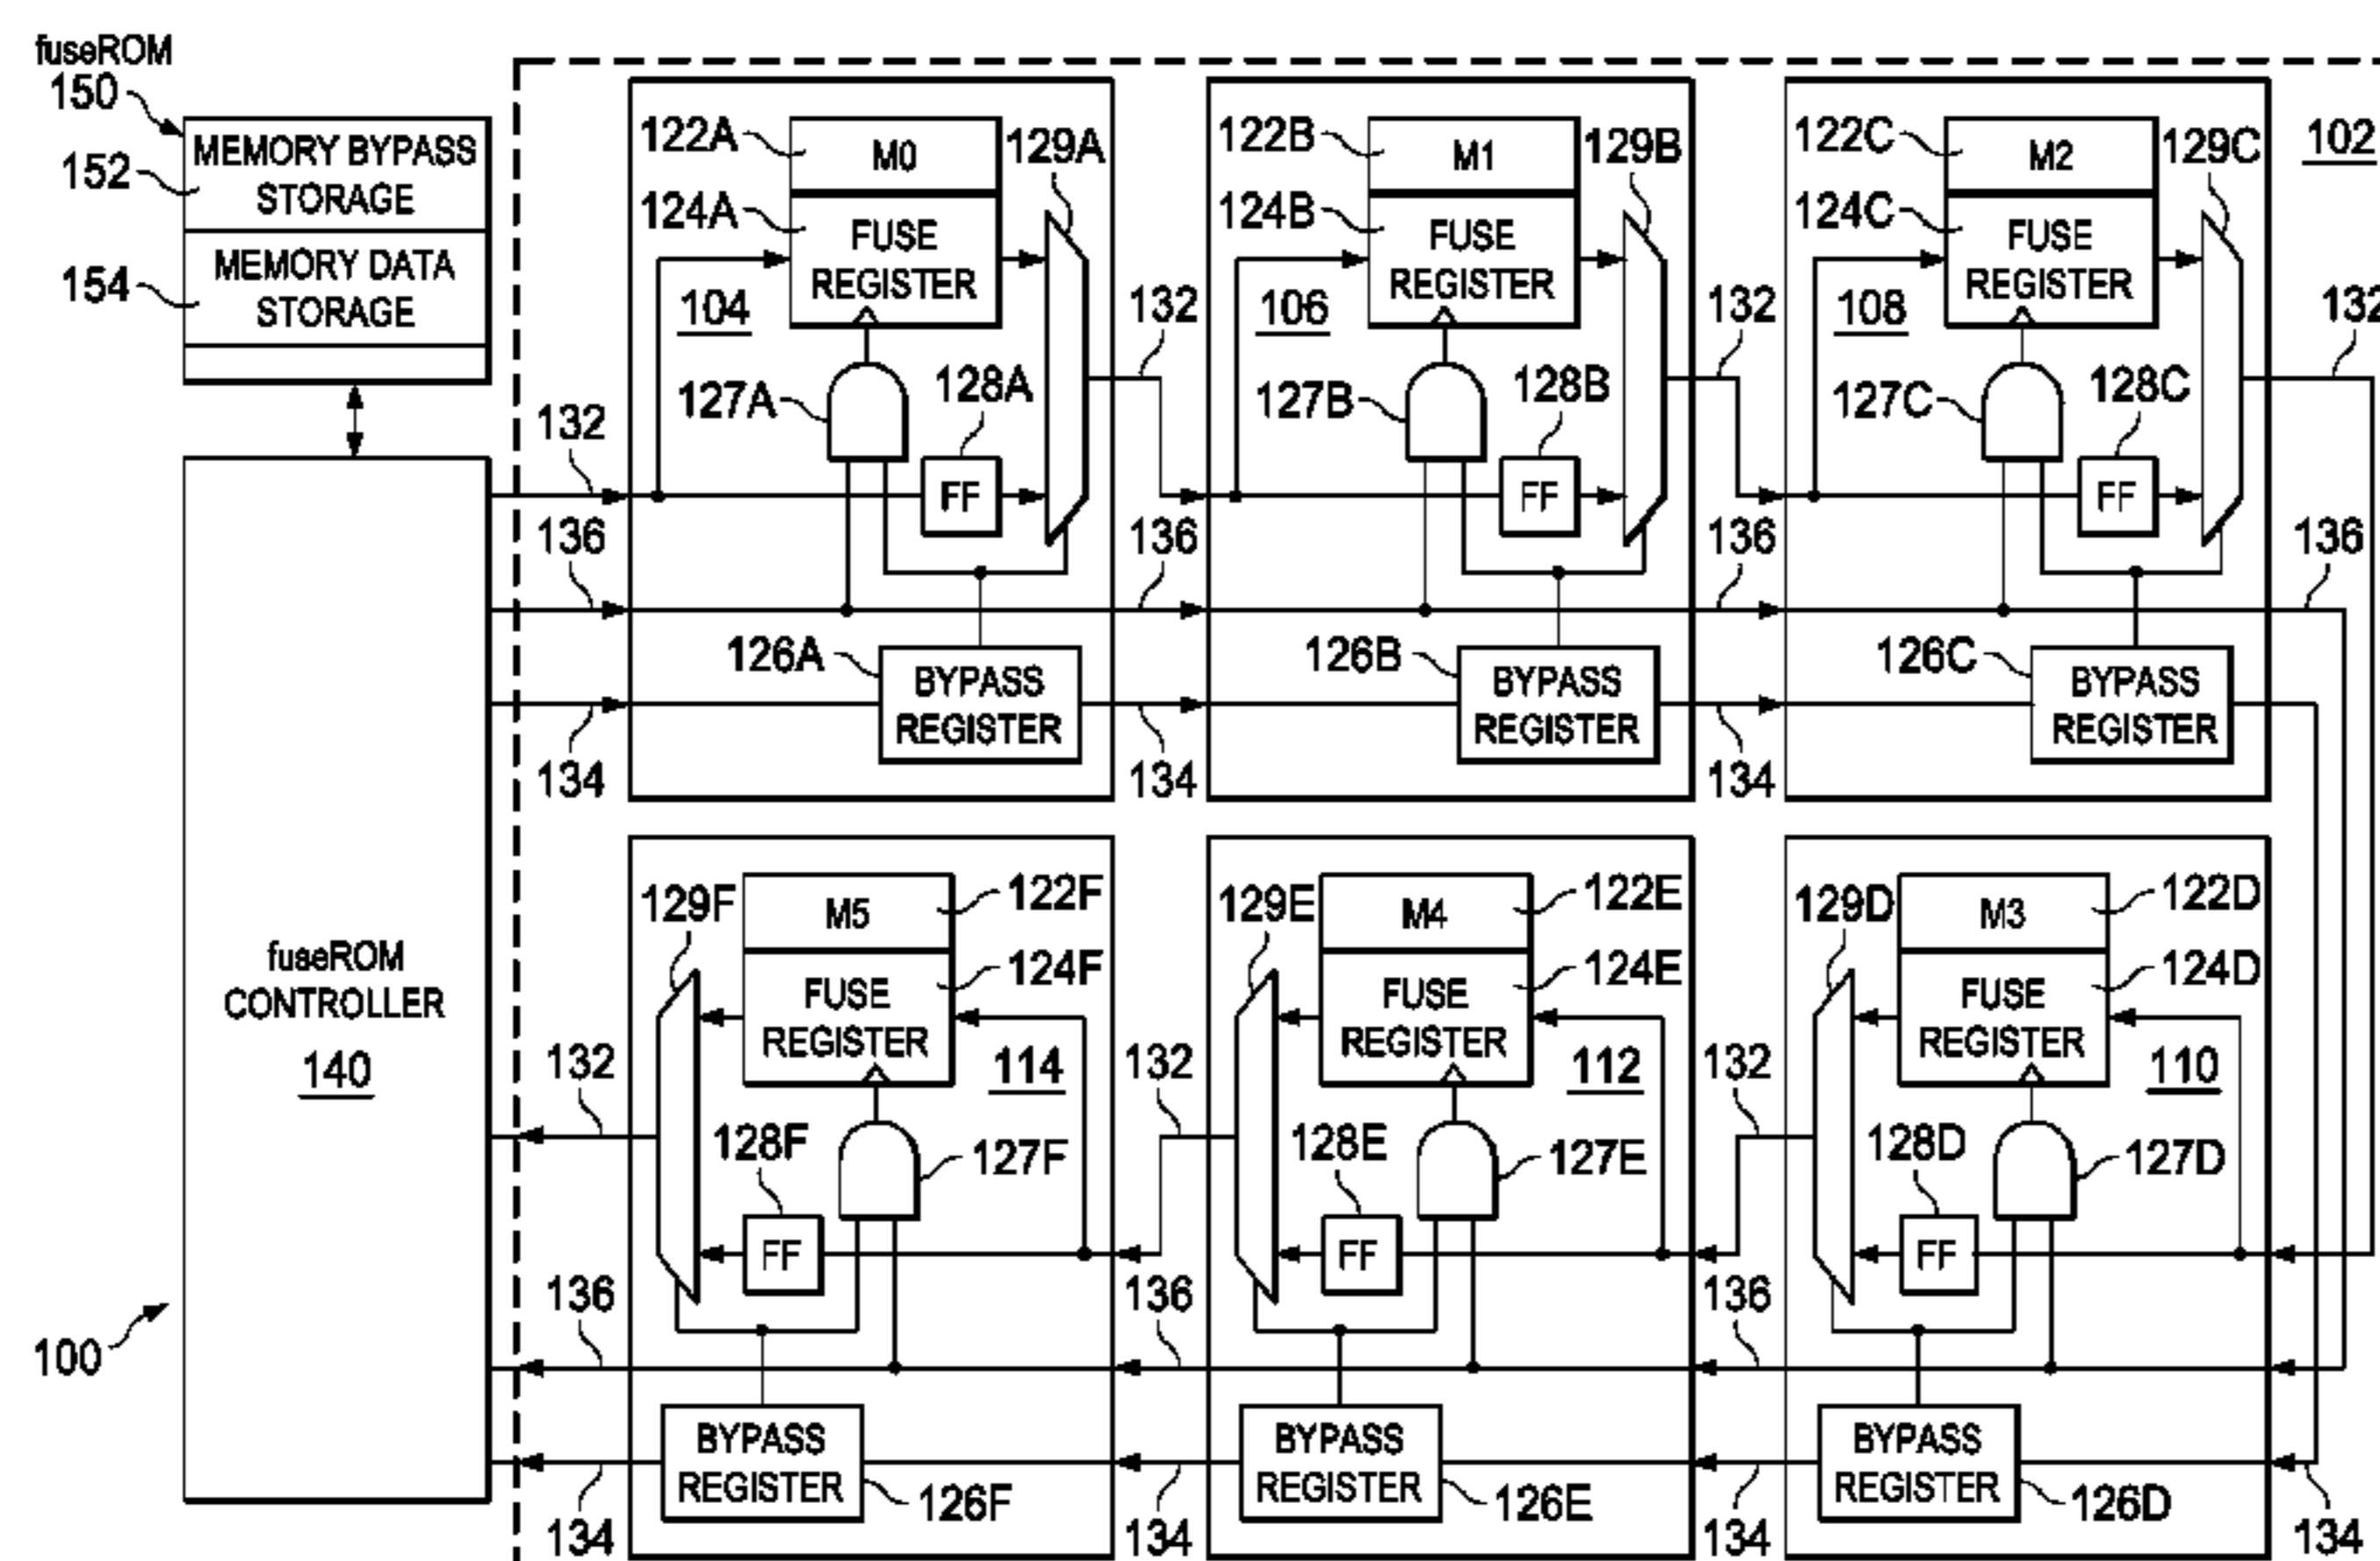 fuseROM
150
MEMORY BYPASS
STORAGE
152
MEMORY DATA
STORAGE
154
102
122A
M0
129A
124A
FUSE
REGISTER
104
132
127A
128A
FF
132
136
136
126A
BYPASS
REGISTER
134
134
122B
M1
129B
124B
FUSE
REGISTER
106
132
127B
128B
FF
136
126B
BYPASS
REGISTER
134
122C
M2
129C
124C
FUSE
REGISTER
108
132
127C
128C
FF
136
126C
BYPASS
REGISTER
fuseROM
CONTROLLER
140
100
129F
M5
122F
124F
FUSE
REGISTER
114
132
132
128F
FF
127F
136
136
BYPASS
REGISTER
126F
134
134
129E
M4
122E
124E
FUSE
REGISTER
112
132
128E
FF
127E
136
BYPASS
REGISTER
126E
134
129D
M3
122D
124D
FUSE
REGISTER
110
128D
FF
127D
BYPASS
REGISTER
126D
134